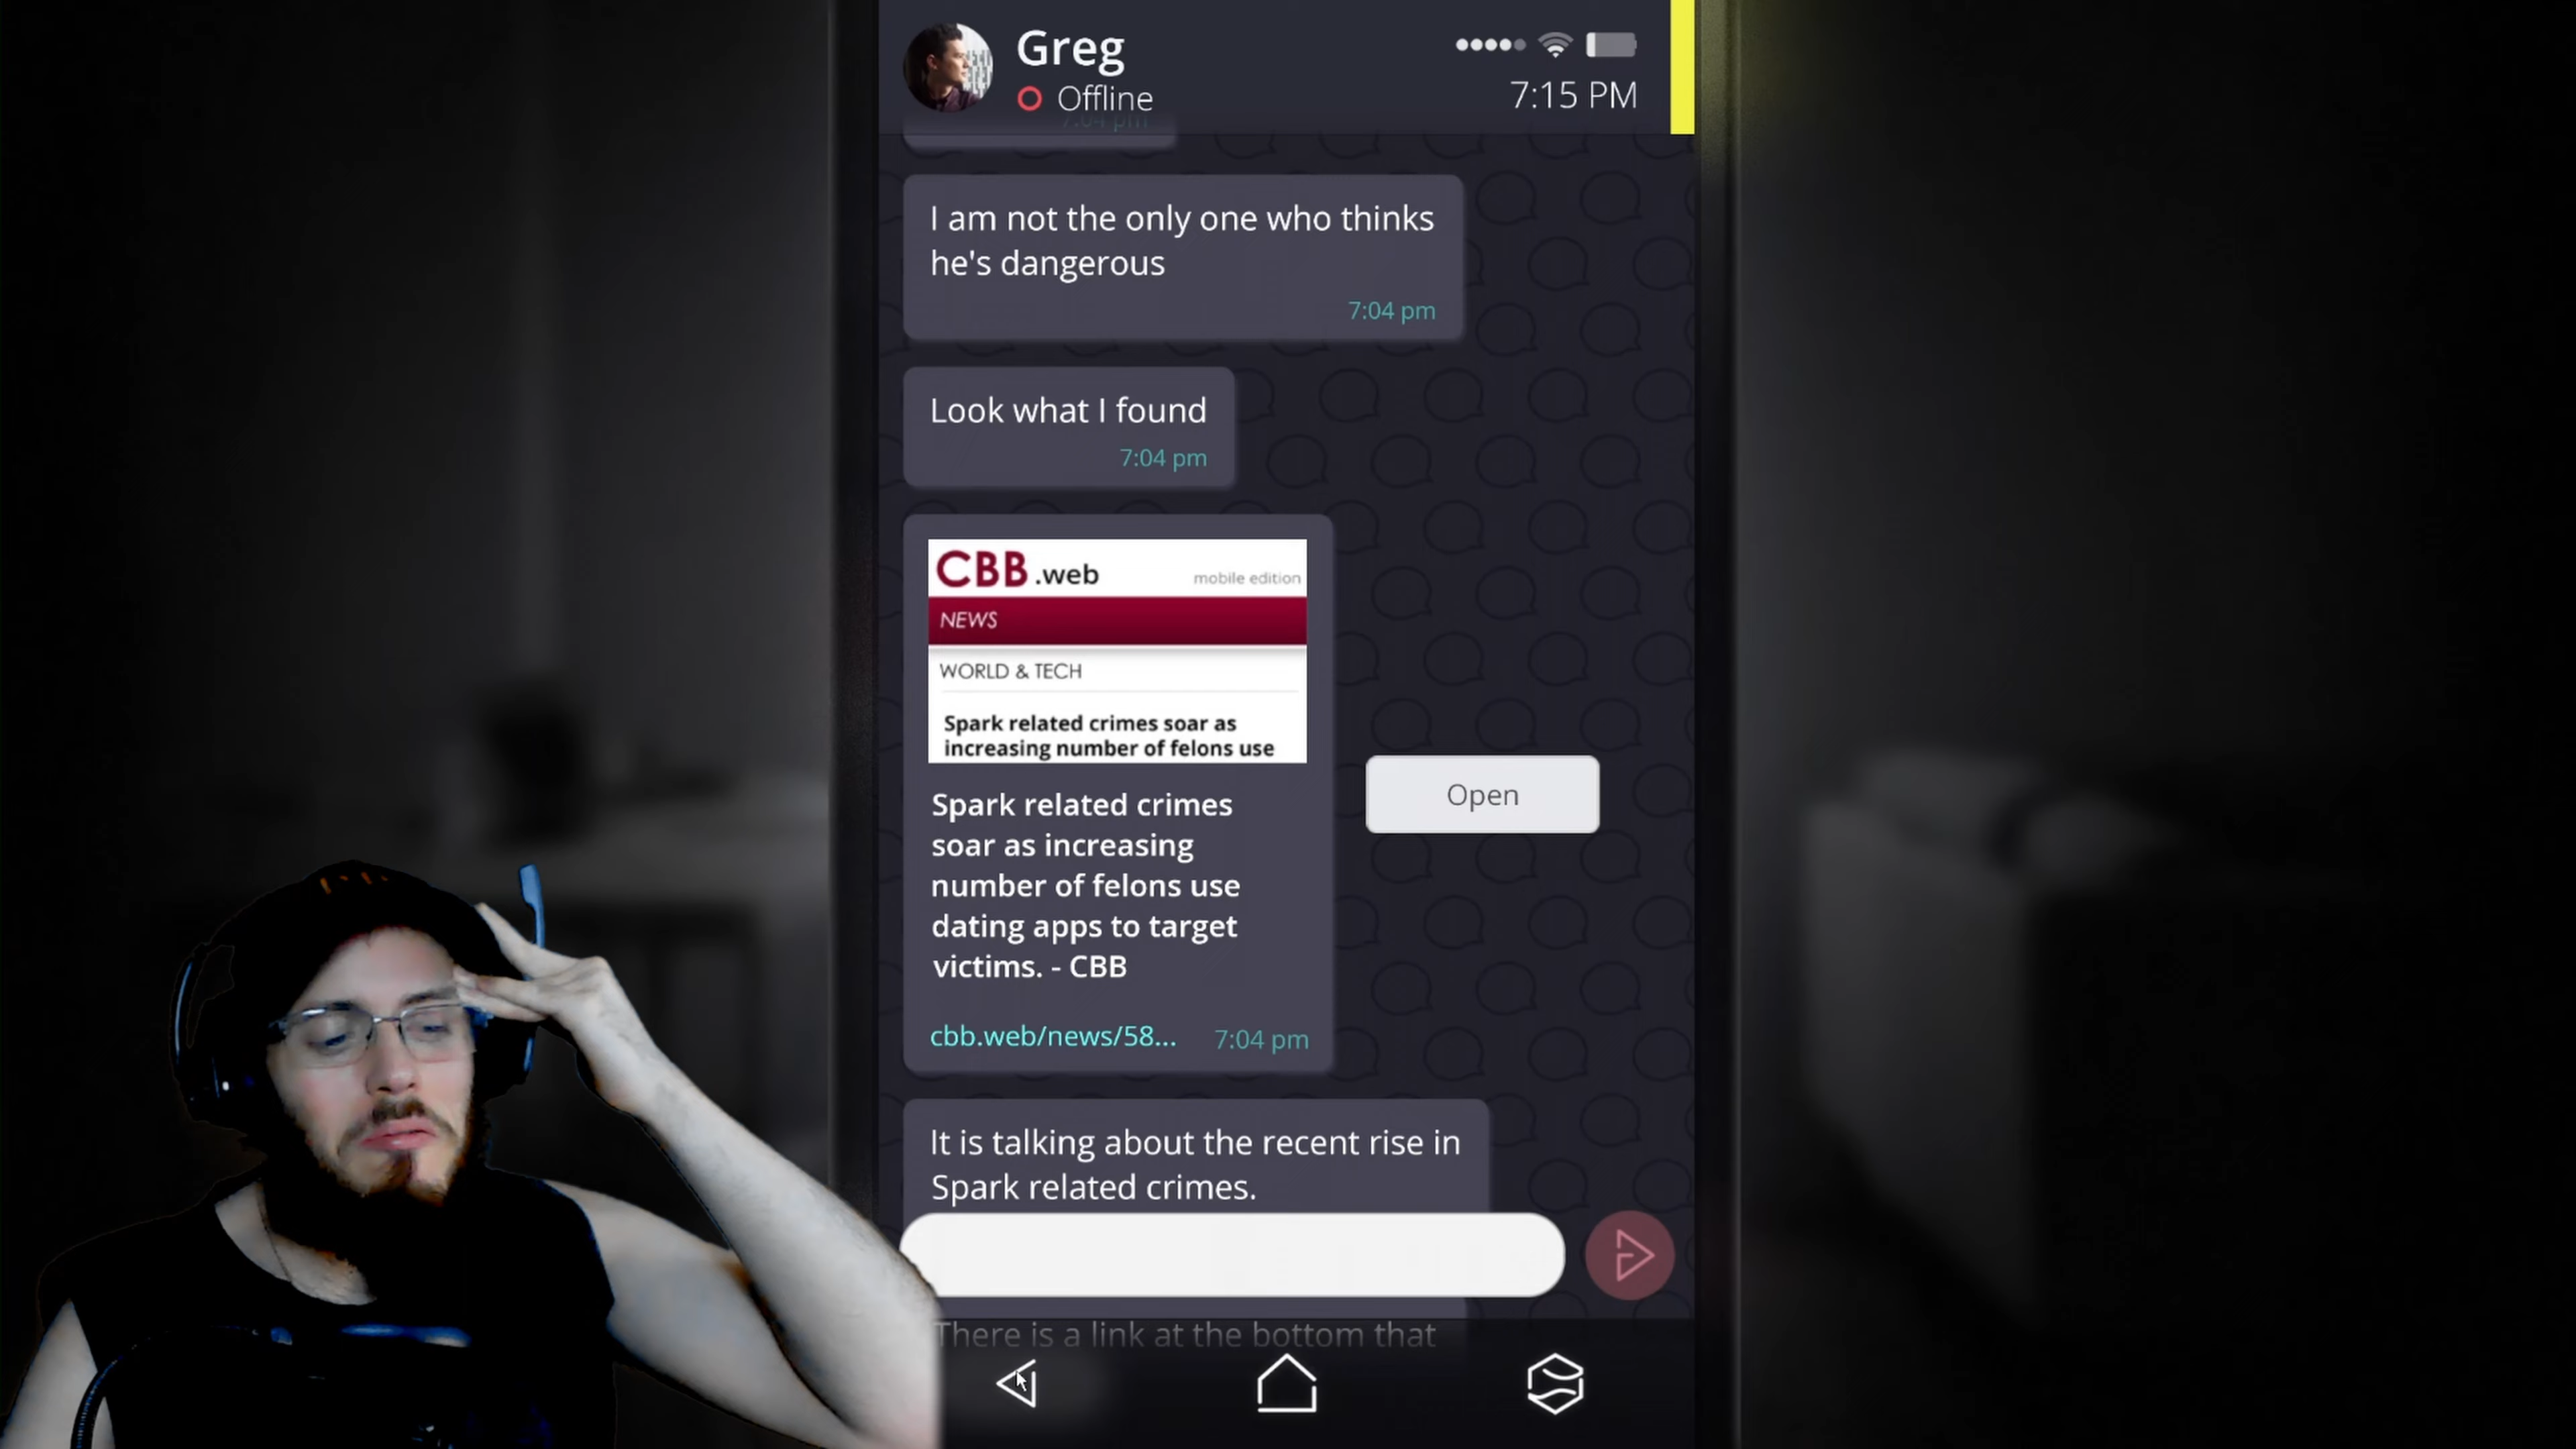 Greg
Offline
7:15 PM
7:04 pm
I am not the only one who thinks
he's dangerous
7:04 pm
Look what I found
7:04 pm
CBB.web
mobile edition
NEWS
WORLD & TECH
Spark related crimes soar as
increasing number of felons use
Spark related crimes
soar as increasing
number of felons use
dating apps to target
victims. - CBB
cbb.web/news/58...
7:04 pm
Open
It is talking about the recent rise in
Spark related crimes.
There is a link at the bottom that